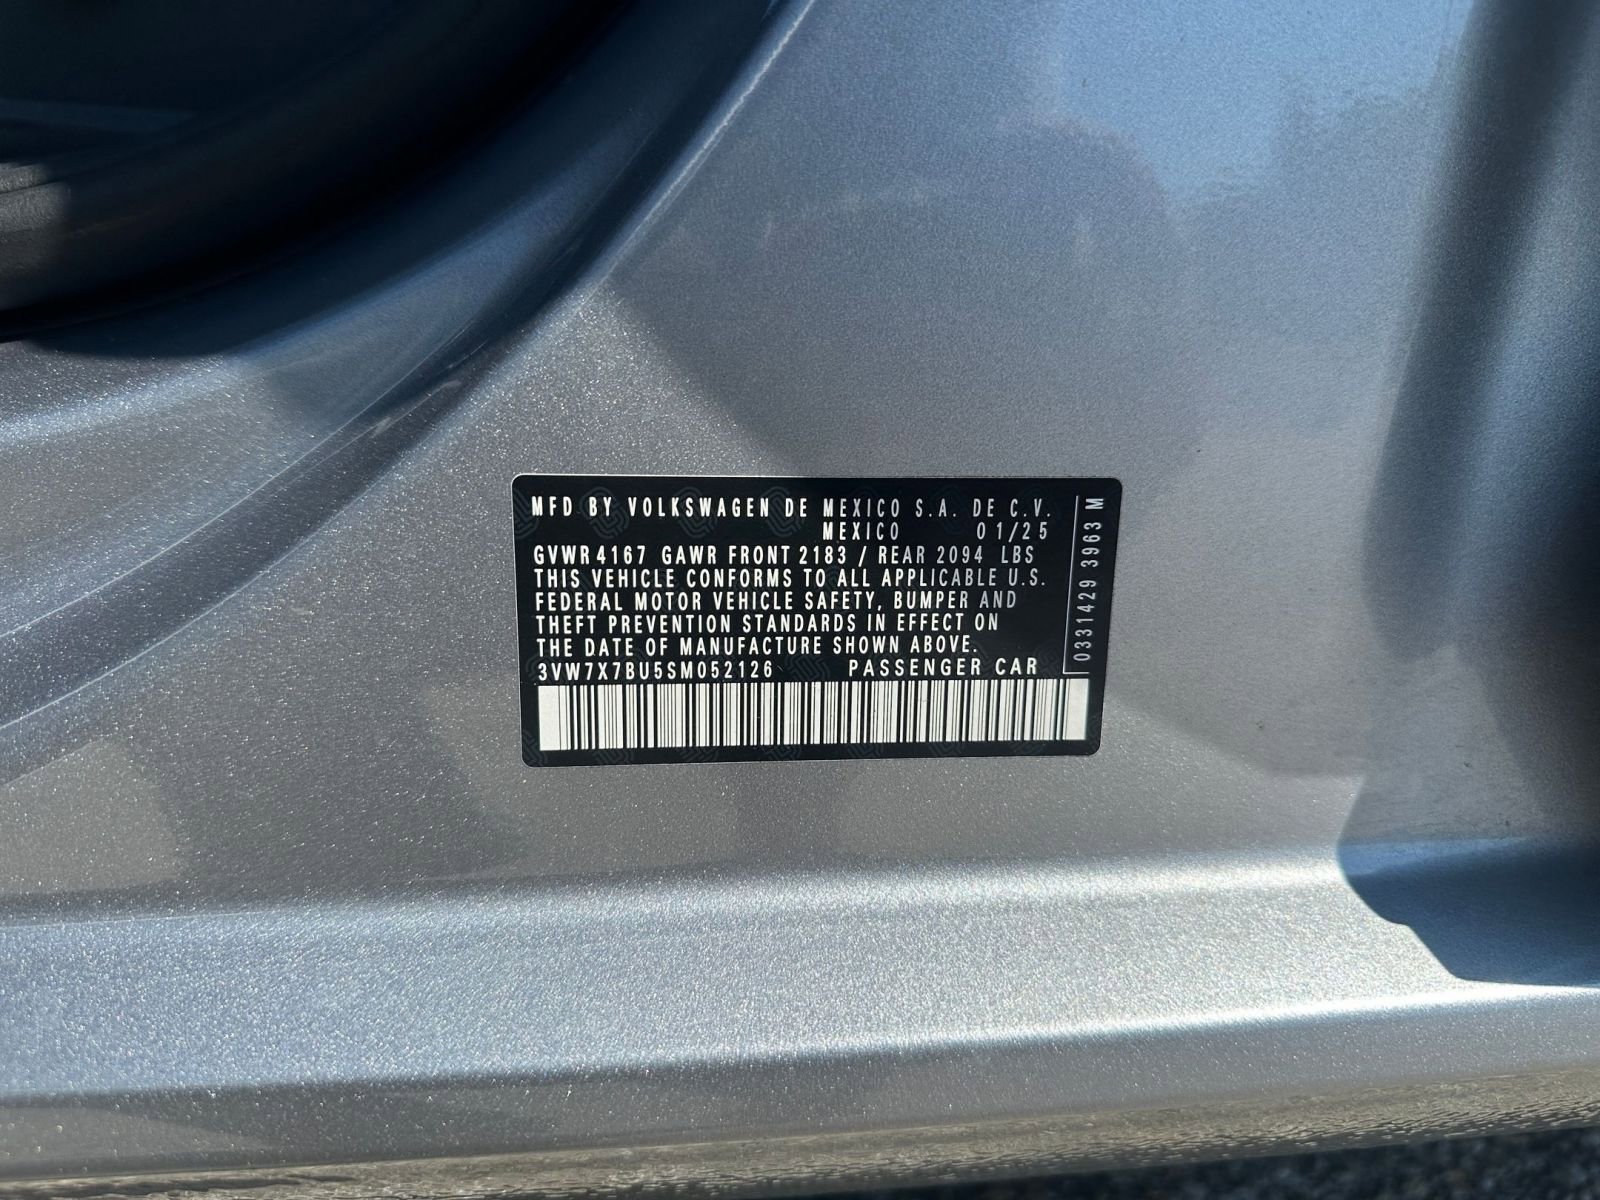 MFD BY VOLKSWAGEN DE MEXICO S.A. DE C.V.
MEXICO 01/25
GVWR 4167 GAWR FRONT 2183 / REAR 2094 LBS
THIS VEHICLE CONFORMS TO ALL APPLICABLE U.S.
FEDERAL MOTOR VEHICLE SAFETY, BUMPER AND
THEFT PREVENTION STANDARDS IN EFFECT ON
THE DATE OF MANUFACTURE SHOWN ABOVE.
3VW7X7BU5SM052126 PASSENGER CAR
0331429 3963 M